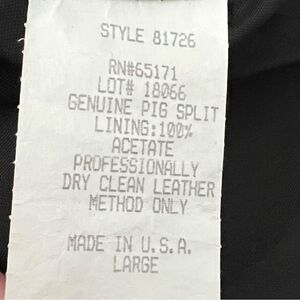 STYLE 81726
RN#65171
LOT# 18066
GENUINE PIG SPLIT
LINING:100%
ACETATE
PROFESSIONALLY
DRY CLEAN LEATHER
METHOD ONLY
MADE IN U.S.A.
LARGE